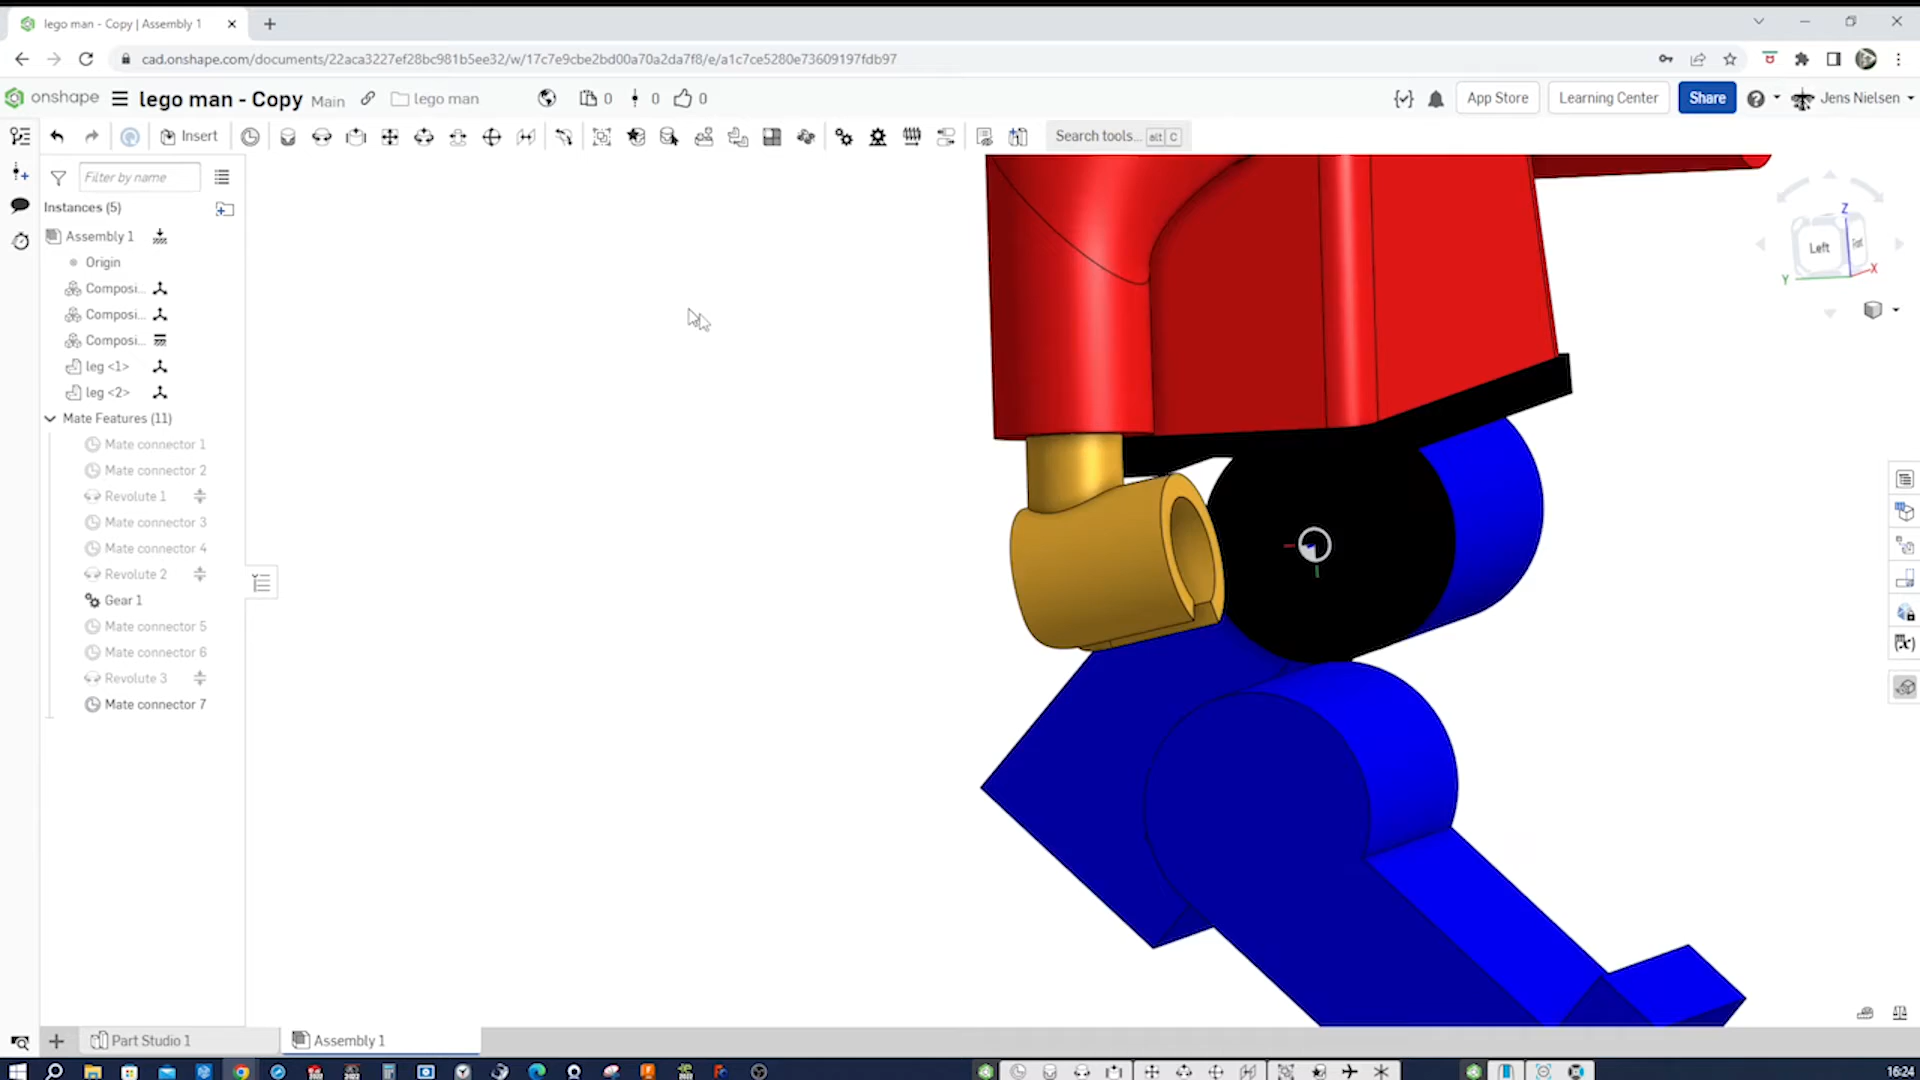 lego man - Copy | Assembly 1
cad.onshape.com/documents/22aca3227ef28bc981b5ee32/w/17c7e9cbe2bd00a70a2da7f8/e/a1c7ce5280e73609197fdb97
onshape lego man - Copy Main lego man 0 0 0 App Store Learning Center Share Jens Nielsen
Insert Search tools... alt C
Filter by name
Instances (5)
Assembly 1
Origin
Composi...
Composi...
Composi...
leg <1>
leg <2>
Mate Features (11)
Mate connector 1
Mate connector 2
Revolute 1
Mate connector 3
Mate connector 4
Revolute 2
Gear 1
Mate connector 5
Mate connector 6
Revolute 3
Mate connector 7
Z
Left
Y
X
Part Studio 1
Assembly 1
16:24